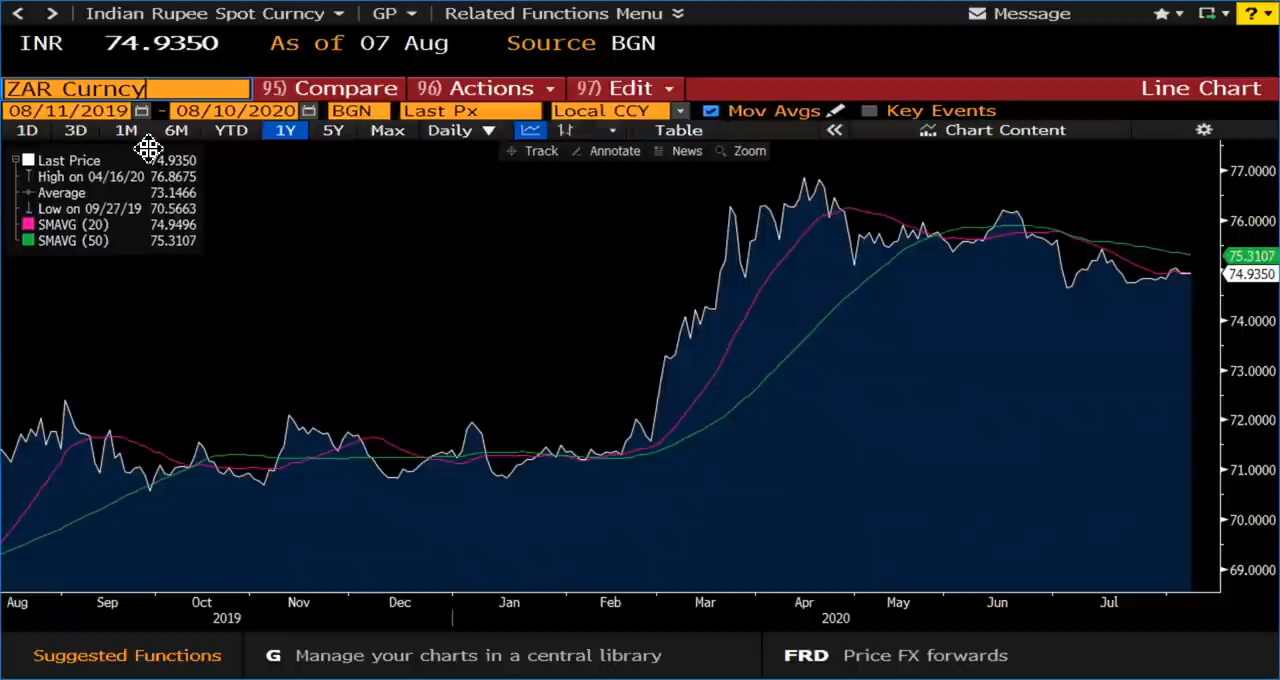 Indian Rupee Spot Curncy GP Related Functions Menu Message ?
INR 74.9350 As of 07 Aug Source BGN
ZAR Curncy 95) Compare 96) Actions 97) Edit Line Chart
08/11/2019 - 08/10/2020 BGN Last Px Local CCY Mov Avgs Key Events
1D 3D 1M 6M YTD 1Y 5Y Max Daily Table Chart Content
Track Annotate News Zoom
Last Price 74.9350
High on 04/16/20 76.8675
Average 73.1466
Low on 09/27/19 70.5663
SMAVG (20) 74.9496
SMAVG (50) 75.3107
77.0000
76.0000
75.3107
74.9350
74.0000
73.0000
72.0000
71.0000
70.0000
69.0000
Aug Sep Oct Nov Dec Jan Feb Mar Apr May Jun Jul
2019 2020
Suggested Functions G Manage your charts in a central library FRD Price FX forwards